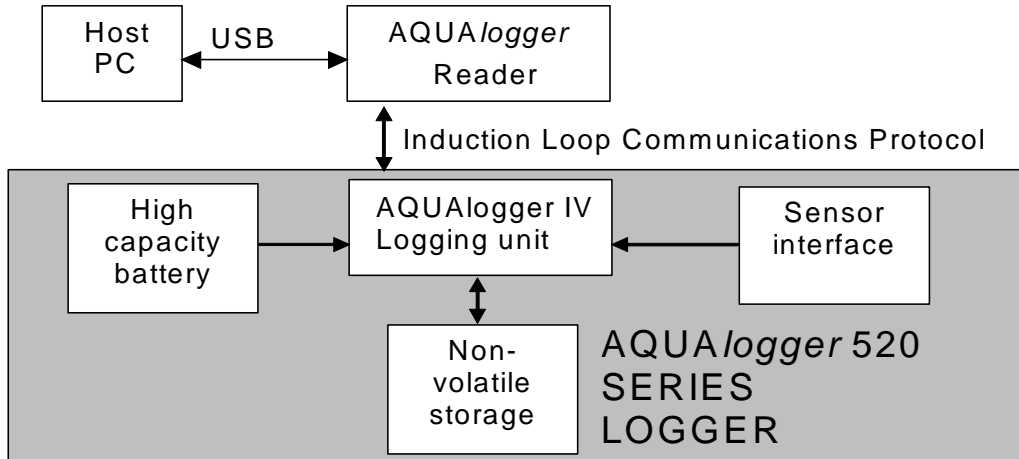 Host
PC
USB
AQUAlogger
Reader
Induction Loop Communications Protocol
High
capacity
battery
AQUAlogger IV
Logging unit
Sensor
interface
Non-
volatile
storage
AQUAlogger 520
SERIES
LOGGER